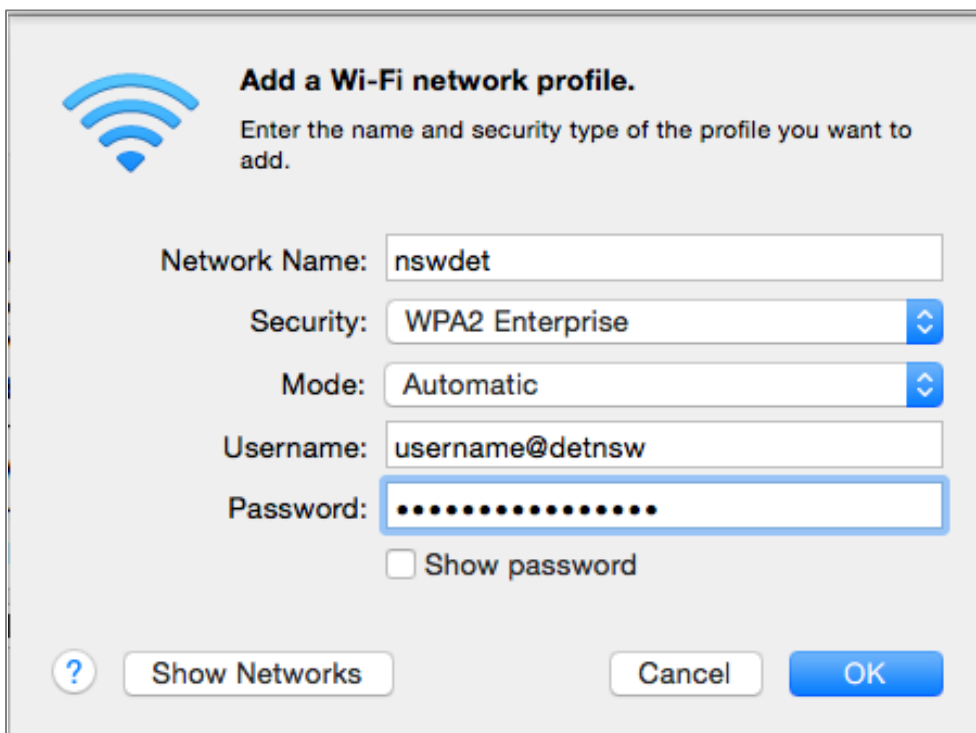 Add a Wi-Fi network profile.
Enter the name and security type of the profile you want to
add.
Network Name: nswdet
Security: WPA2 Enterprise
Mode: Automatic
Username: username@detnsw
Password: ••••••••••••••••
Show password
? Show Networks Cancel OK